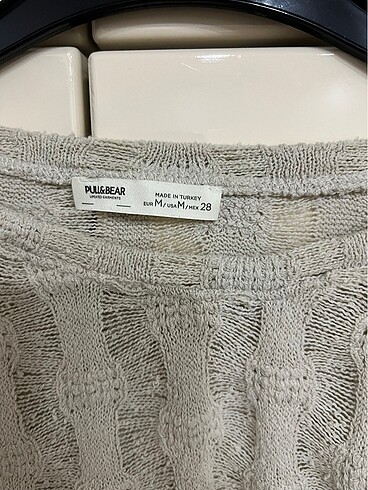 PULL&BEAR
UPDATED GARMENTS
MADE IN TURKEY
EUR M/USA M/MEX 28